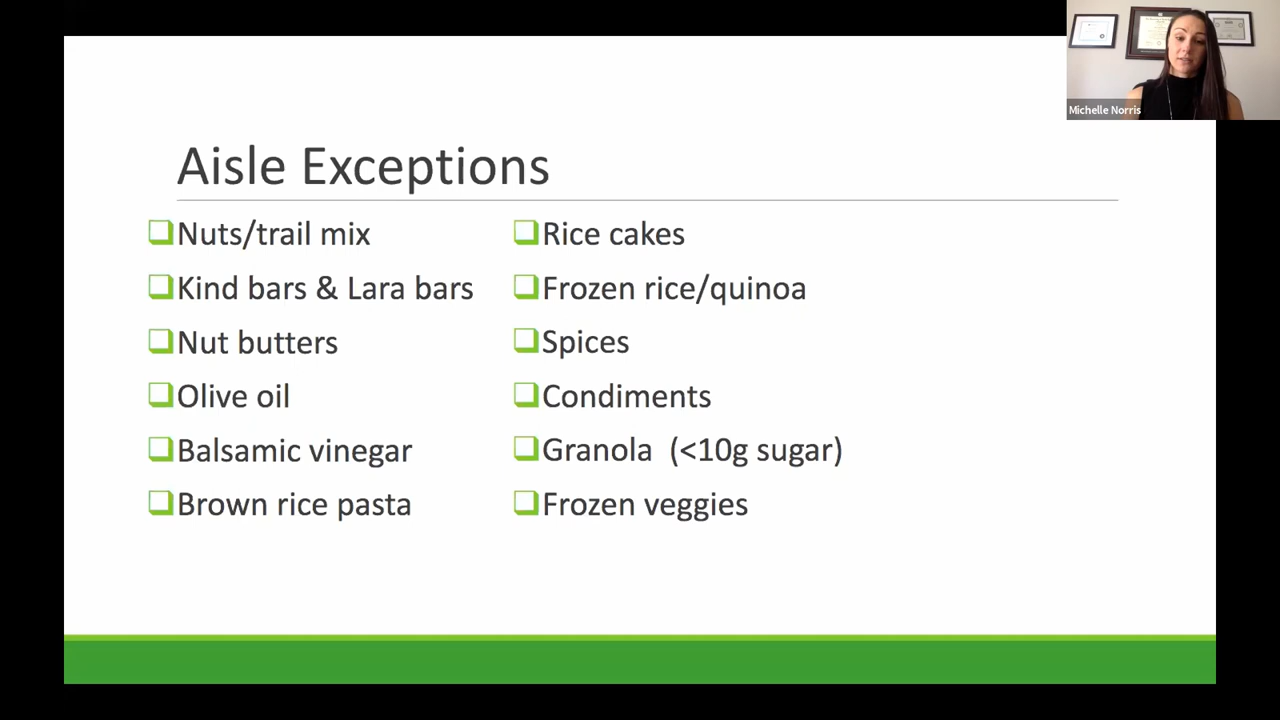 Michelle Norris
Aisle Exceptions
Nuts/trail mix
Kind bars & Lara bars
Nut butters
Olive oil
Balsamic vinegar
Brown rice pasta
Rice cakes
Frozen rice/quinoa
Spices
Condiments
Granola (<10g sugar)
Frozen veggies